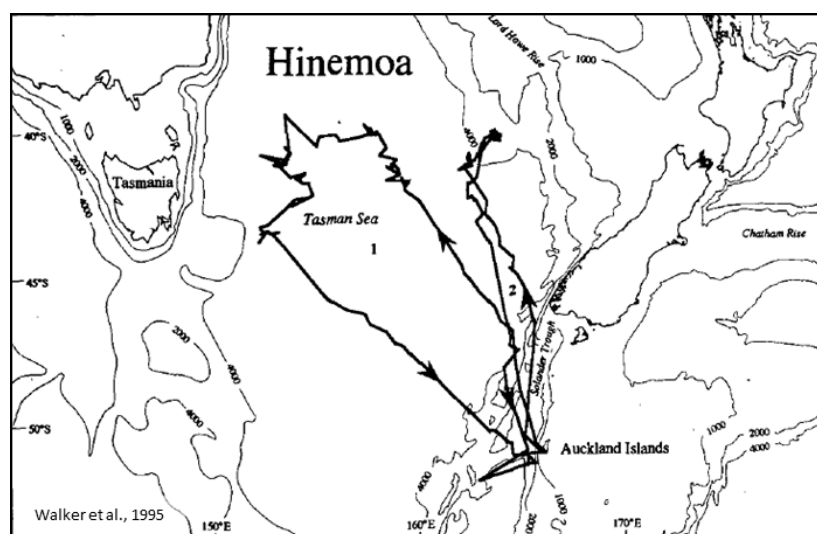 Hinemoa
Lord Howe Rise
1000
40°S
1000
2000
4000
4000
2000
Tasmania
Tasman Sea
1
Chatham Rise
45°S
2
2000
4000
Solander Trough
4000
4000
50°S
Auckland Islands
1000
2000
4000
4000
1000
2000
Walker et al., 1995
150°E
160°E
170°E